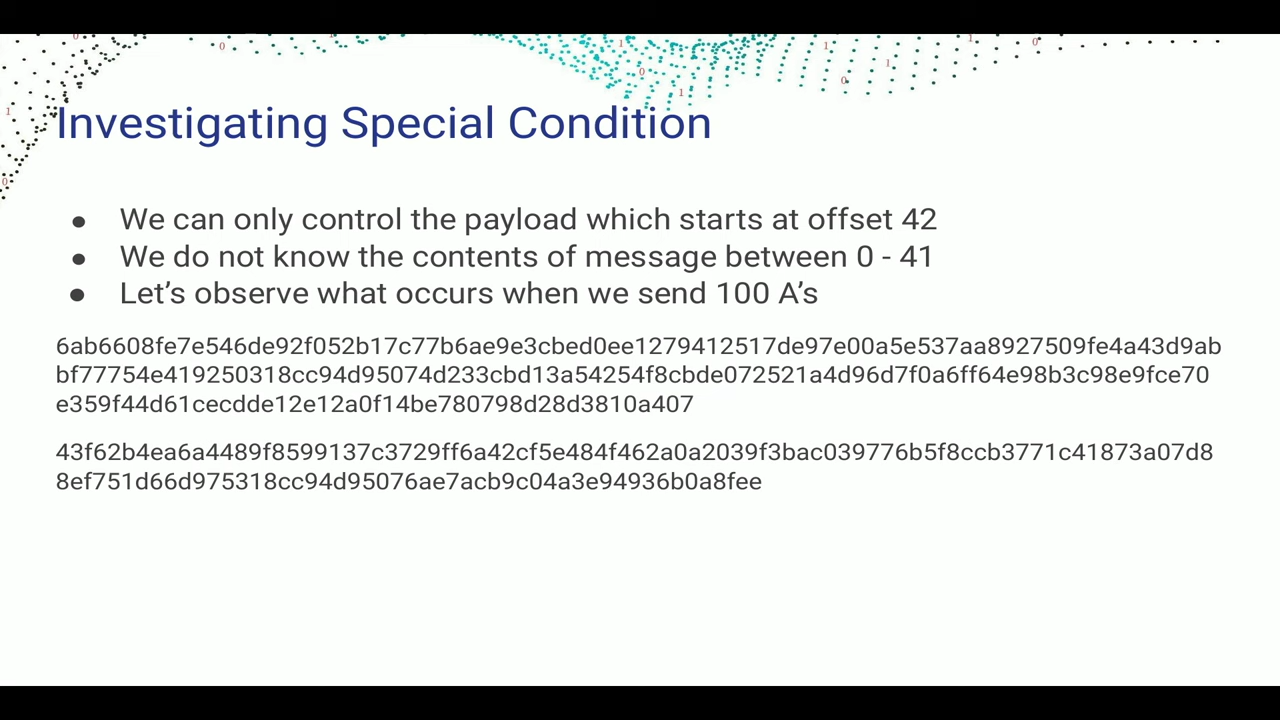 Investigating Special Condition
● We can only control the payload which starts at offset 42
● We do not know the contents of message between 0 - 41
● Let’s observe what occurs when we send 100 A’s
6ab6608fe7e546de92f052b17c77b6ae9e3cbed0ee1279412517de97e00a5e537aa8927509fe4a43d9ab
bf77754e419250318cc94d95074d233cbd13a54254f8cbde072521a4d96d7f0a6ff64e98b3c98e9fce70
e359f44d61cecdde12e12a0f14be780798d28d3810a407
43f62b4ea6a4489f8599137c3729ff6a42cf5e484f462a0a2039f3bac039776b5f8ccb3771c41873a07d8
8ef751d66d975318cc94d95076ae7acb9c04a3e94936b0a8fee